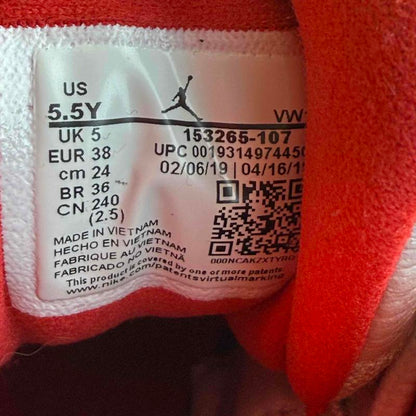 US
5.5Y VW
UK 5 153265-107
EUR 38 UPC 0019314974450
cm 24 02/06/19 | 04/16/19
BR 36
CN 240
(2.5)
MADE IN VIETNAM
HECHO EN VIETNAM
FABRIQUE AU VIETNAM
FABRICADO NO VIETNÃ
000NCAKZXTYRO
This product is covered by one or more patents.
www.nike.com/patentsvirtualmarking